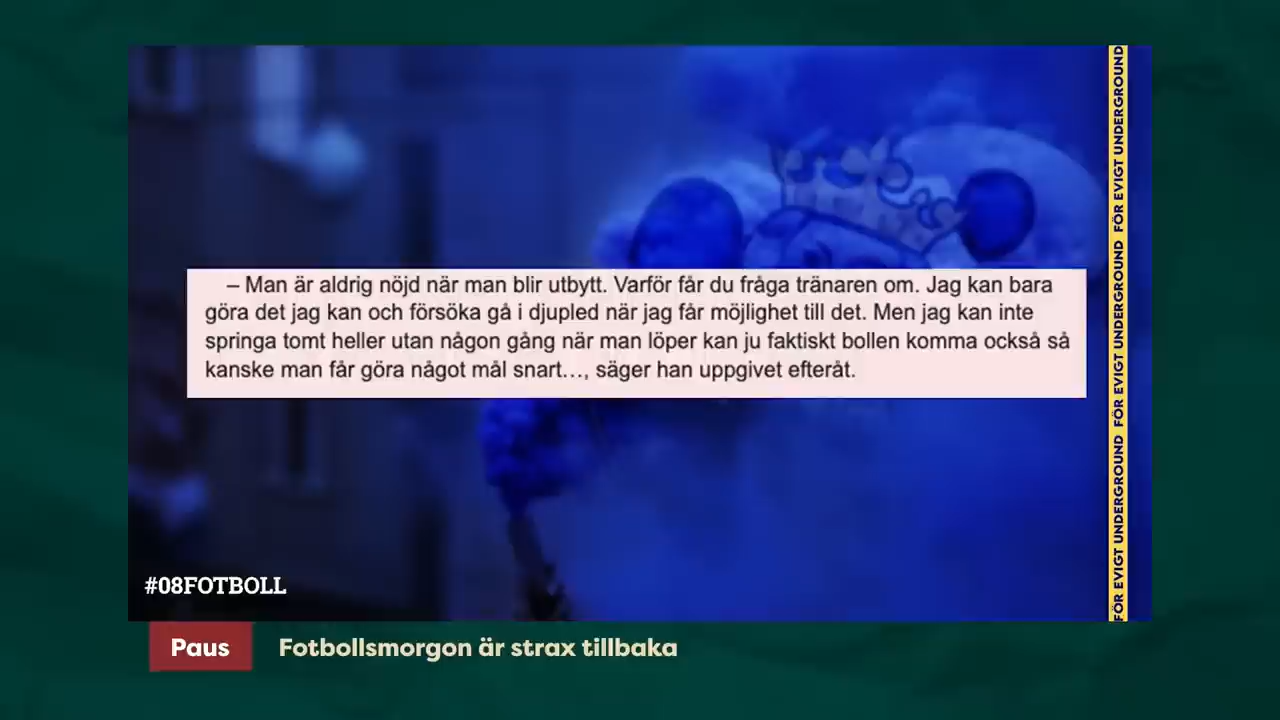 – Man är aldrig nöjd när man blir utbytt. Varför får du fråga tränaren om. Jag kan bara
göra det jag kan och försöka gå i djupled när jag får möjlighet till det. Men jag kan inte
springa tomt heller utan någon gång när man löper kan ju faktiskt bollen komma också så
kanske man får göra något mål snart…, säger han uppgivet efteråt.
FÖR EVIGT UNDERGROUND FÖR EVIGT UNDERGROUND FÖR EVIGT UNDERGROUND
#08FOTBOLL
Paus Fotbollsmorgon är strax tillbaka